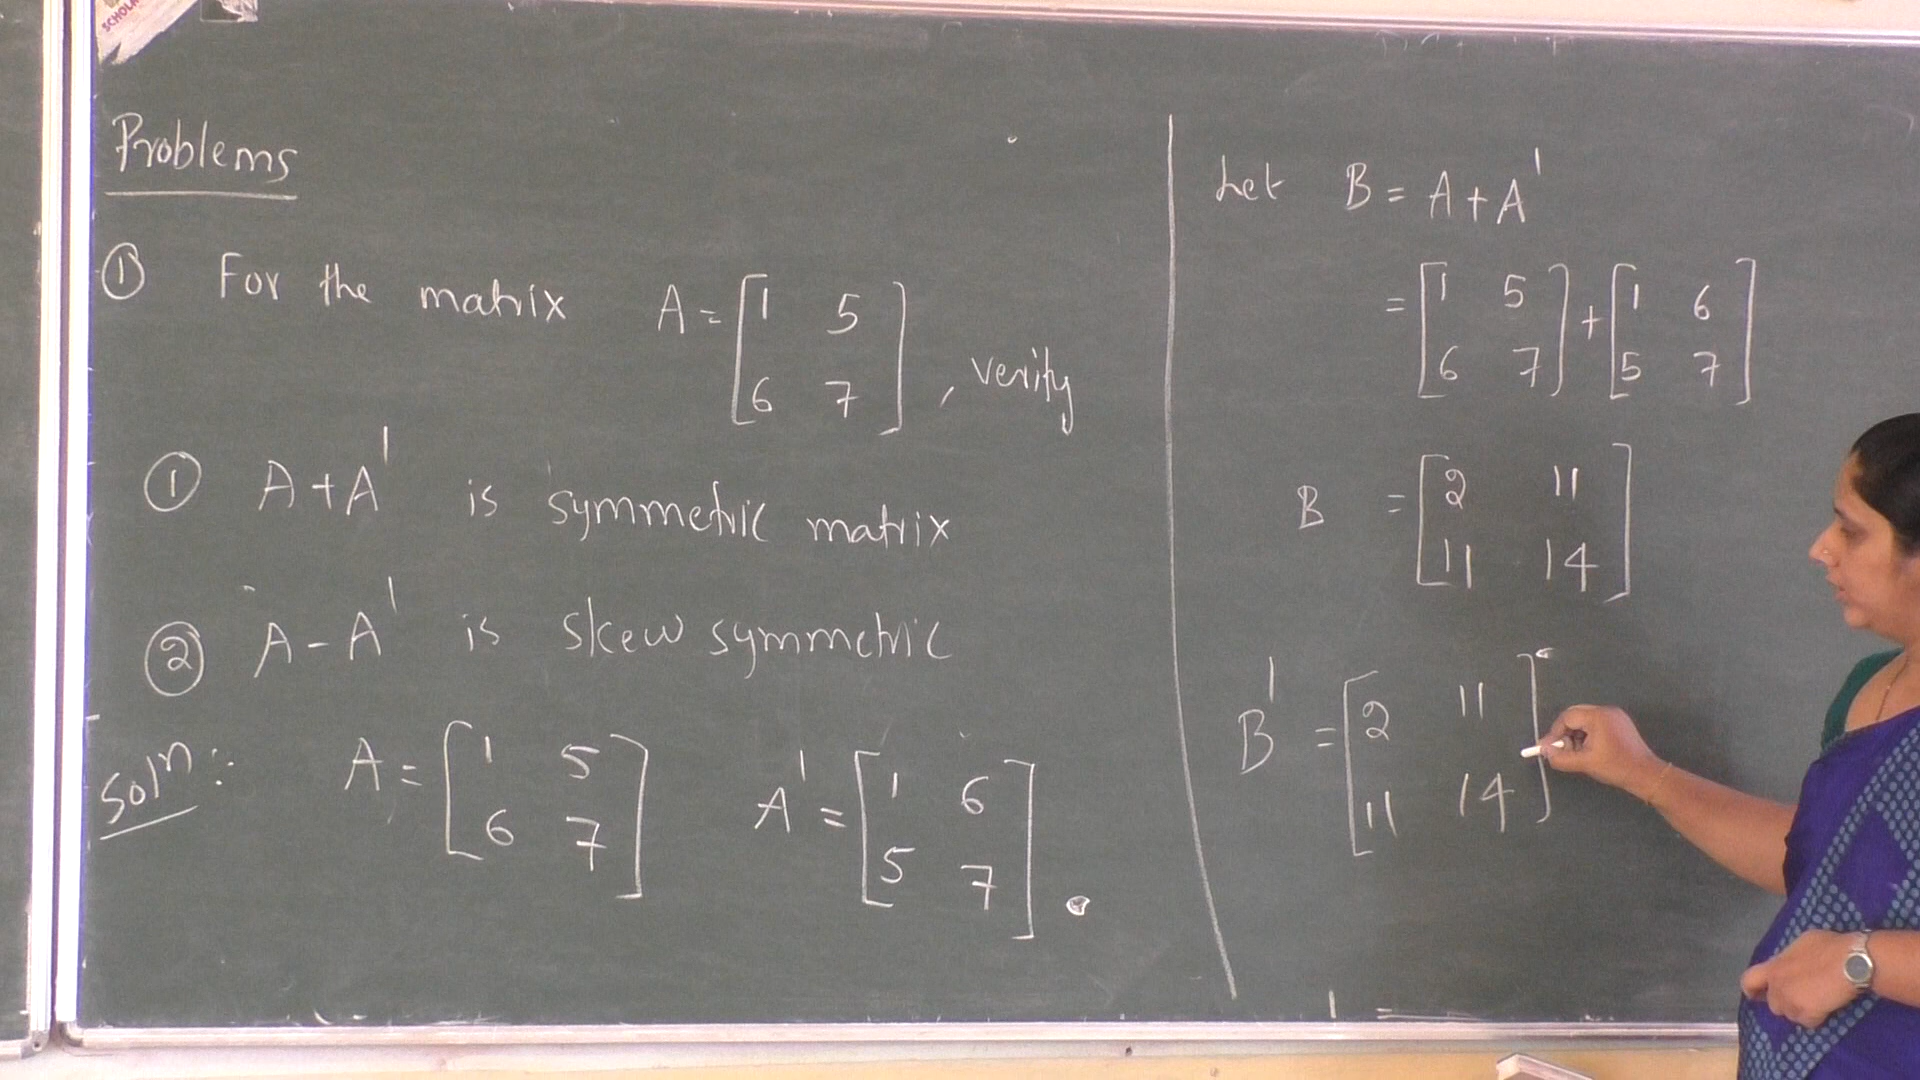 SCHOLA
Problems
① For the matrix A = [1 5
6 7], verify
① A+A' is symmetric matrix
② A-A' is skew symmetric
Soln: A = [1 5
6 7] A' = [1 6
5 7]
Let B = A+A'
= [1 5
6 7] + [1 6
5 7]
B = [2 11
11 14]
B' = [2 11
11 14]